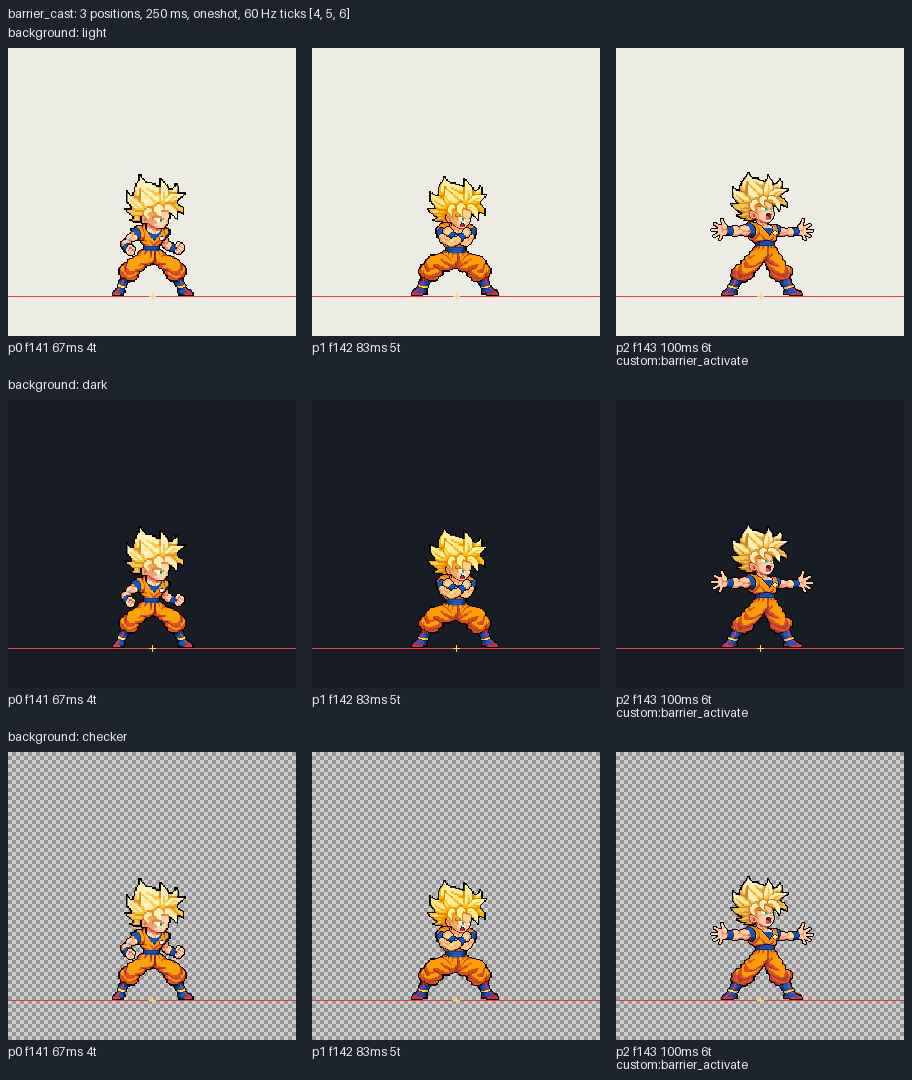 barrier_cast: 3 positions, 250 ms, oneshot, 60 Hz ticks [4, 5, 6]
background: light
p0 f141 67ms 4t
p1 f142 83ms 5t
p2 f143 100ms 6t
custom:barrier_activate
background: dark
p0 f141 67ms 4t
p1 f142 83ms 5t
p2 f143 100ms 6t
custom:barrier_activate
background: checker
p0 f141 67ms 4t
p1 f142 83ms 5t
p2 f143 100ms 6t
custom:barrier_activate